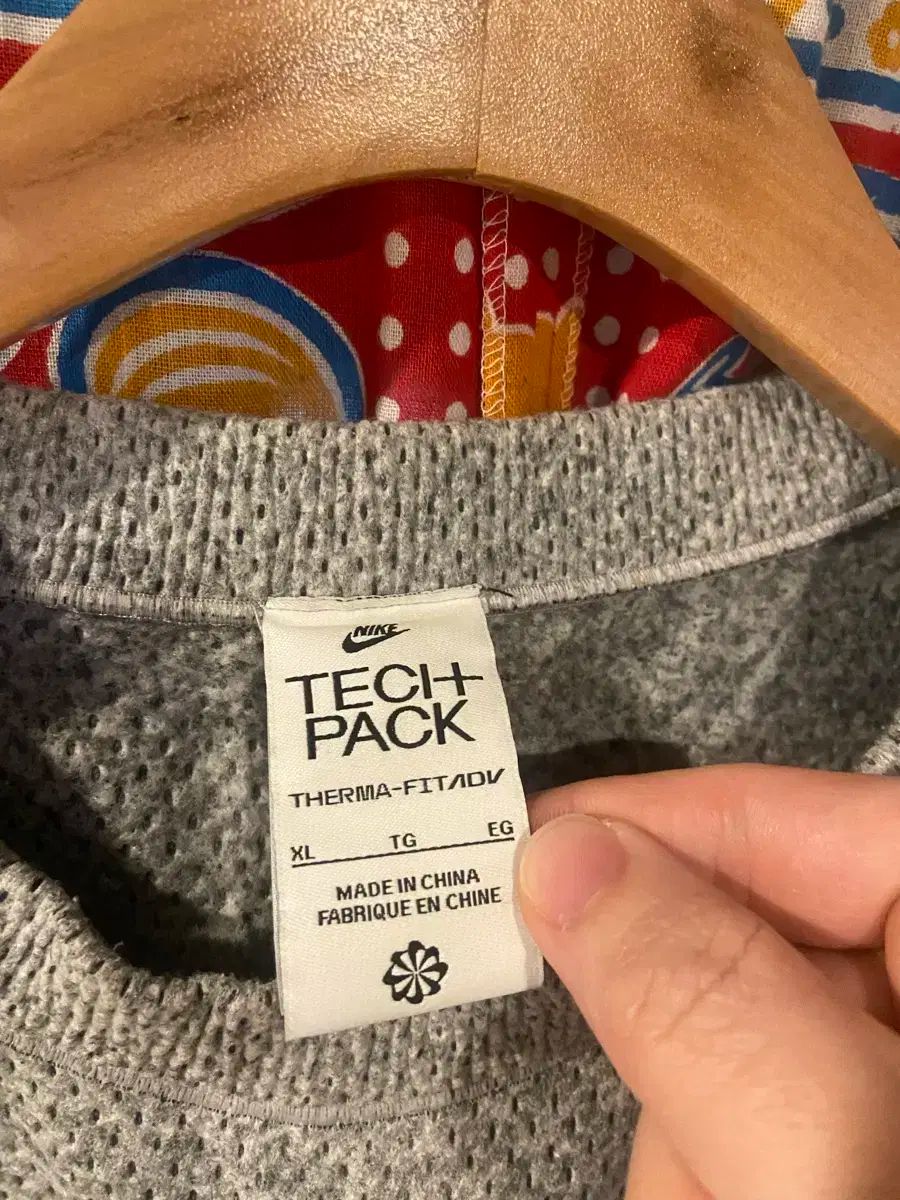 NIKE
TECH
PACK
THERMA-FIT ADV
XL TG EG
MADE IN CHINA
FABRIQUE EN CHINE